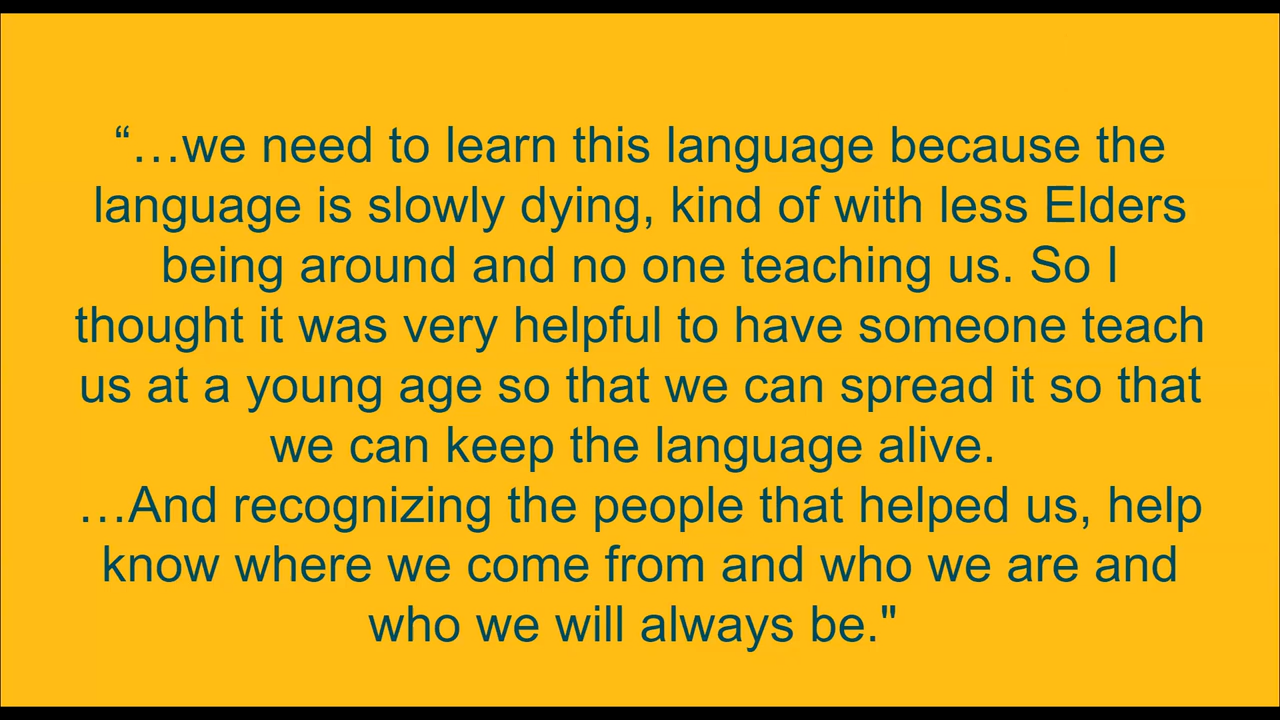 “…we need to learn this language because the
language is slowly dying, kind of with less Elders
being around and no one teaching us. So I
thought it was very helpful to have someone teach
us at a young age so that we can spread it so that
we can keep the language alive.
…And recognizing the people that helped us, help
know where we come from and who we are and
who we will always be."